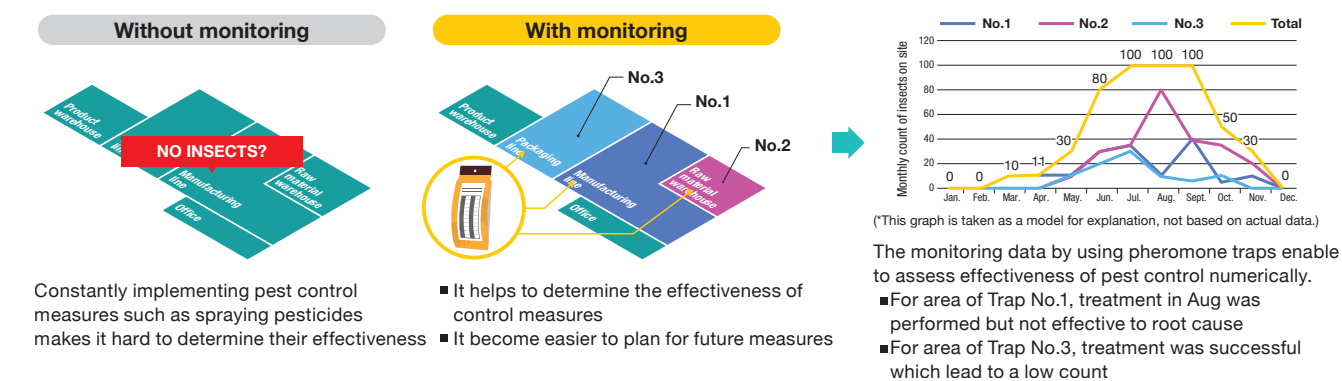 Without monitoring
Product
warehouse
line
NO INSECTS?
Manufacturing
line
Raw
material
warehouse
Office
Constantly implementing pest control
measures such as spraying pesticides
makes it hard to determine their effectiveness
With monitoring
No.3
No.1
No.2
Product
warehouse
Packaging
line
Manufacturing
line
Raw
material
warehouse
Office
■ It helps to determine the effectiveness of
control measures
■ It become easier to plan for future measures
No.1 No.2 No.3 Total
Monthly count of insects on site
120
100
80
60
40
20
0
0 0 10 11 30 80 100 100 100 50 30 0
Jan. Feb. Mar. Apr. May. Jun. Jul. Aug. Sept. Oct. Nov. Dec.
(*This graph is taken as a model for explanation, not based on actual data.)
The monitoring data by using pheromone traps enable
to assess effectiveness of pest control numerically.
■For area of Trap No.1, treatment in Aug was
performed but not effective to root cause
■For area of Trap No.3, treatment was successful
which lead to a low count